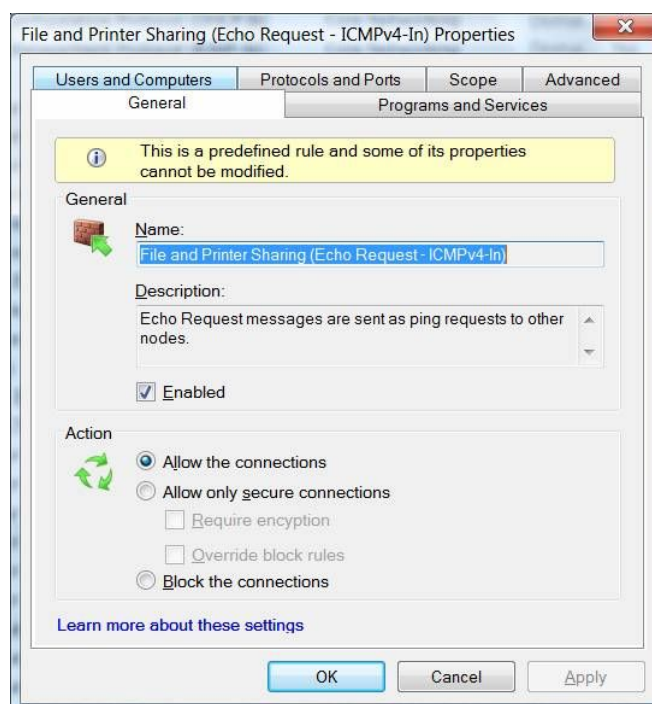 File and Printer Sharing (Echo Request - ICMPv4-In) Properties
Users and Computers
Protocols and Ports
Scope
Advanced
General
Programs and Services
This is a predefined rule and some of its properties
cannot be modified.
General
Name:
File and Printer Sharing (Echo Request - ICMPv4-In)
Description:
Echo Request messages are sent as ping requests to other
nodes.
Enabled
Action
Allow the connections
Allow only secure connections
Require encyption
Override block rules
Block the connections
Learn more about these settings
OK
Cancel
Apply